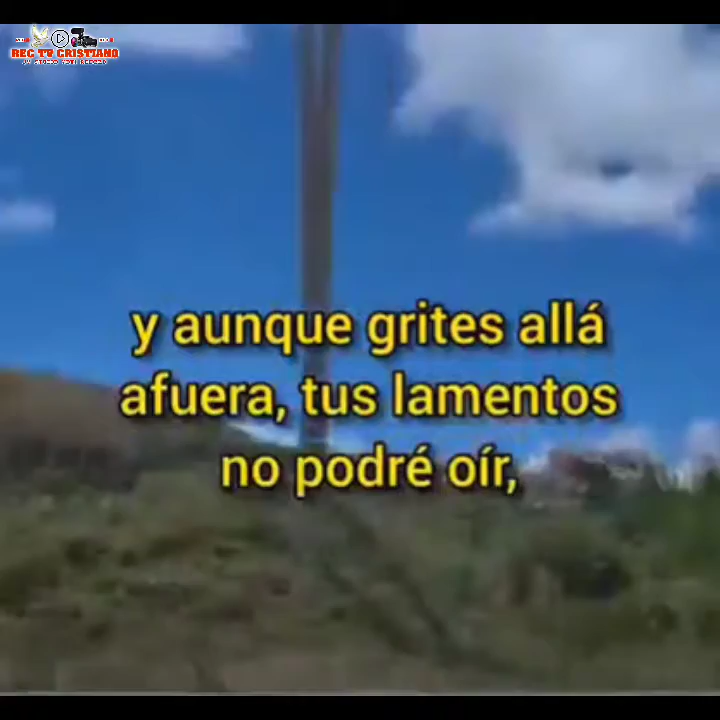 REC TV CRISTIANO
y aunque grites allá
afuera, tus lamentos
no podré oír,